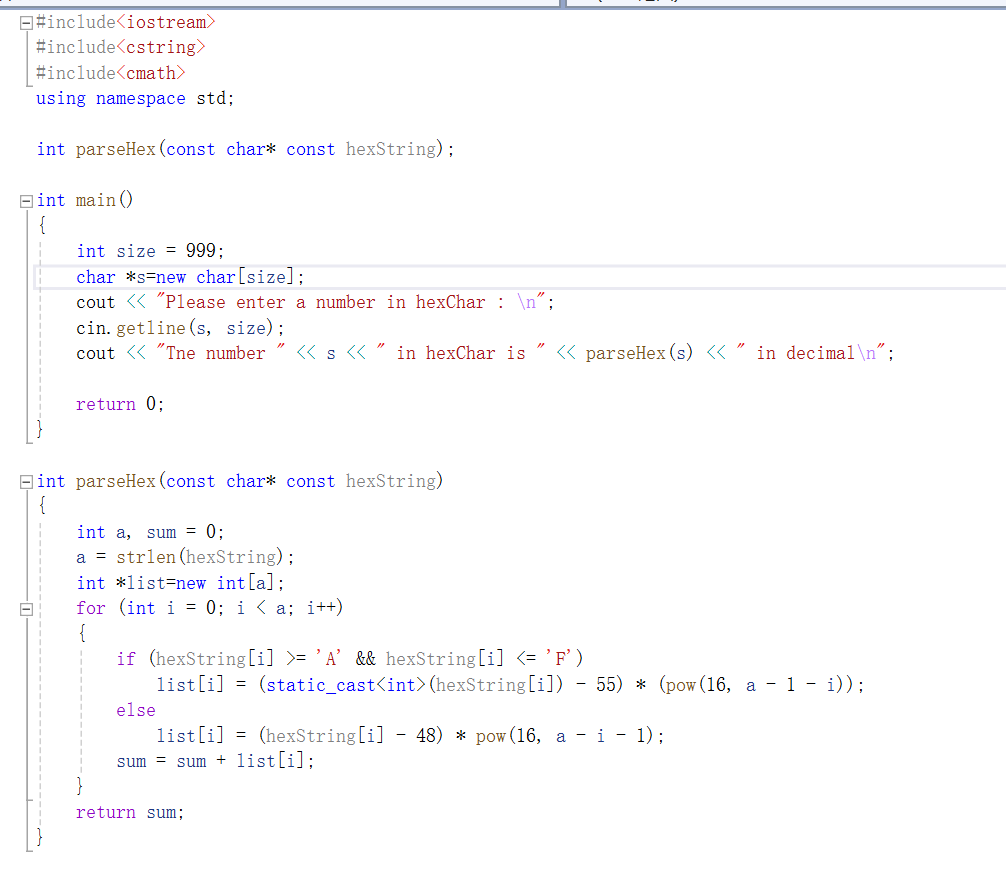 #include<iostream>
#include<cstring>
#include<cmath>
using namespace std;
int parseHex(const char* const hexString);
int main()
{
int size = 999;
char *s=new char[size];
cout << "Please enter a number in hexChar : \n";
cin.getline(s, size);
cout << "Tne number " << s << " in hexChar is " << parseHex(s) << " in decimal\n";
return 0;
}
int parseHex(const char* const hexString)
{
int a, sum = 0;
a = strlen(hexString);
int *list=new int[a];
for (int i = 0; i < a; i++)
{
if (hexString[i] >= 'A' && hexString[i] <= 'F')
list[i] = (static_cast<int>(hexString[i]) - 55) * (pow(16, a - 1 - i));
else
list[i] = (hexString[i] - 48) * pow(16, a - i - 1);
sum = sum + list[i];
}
return sum;
}